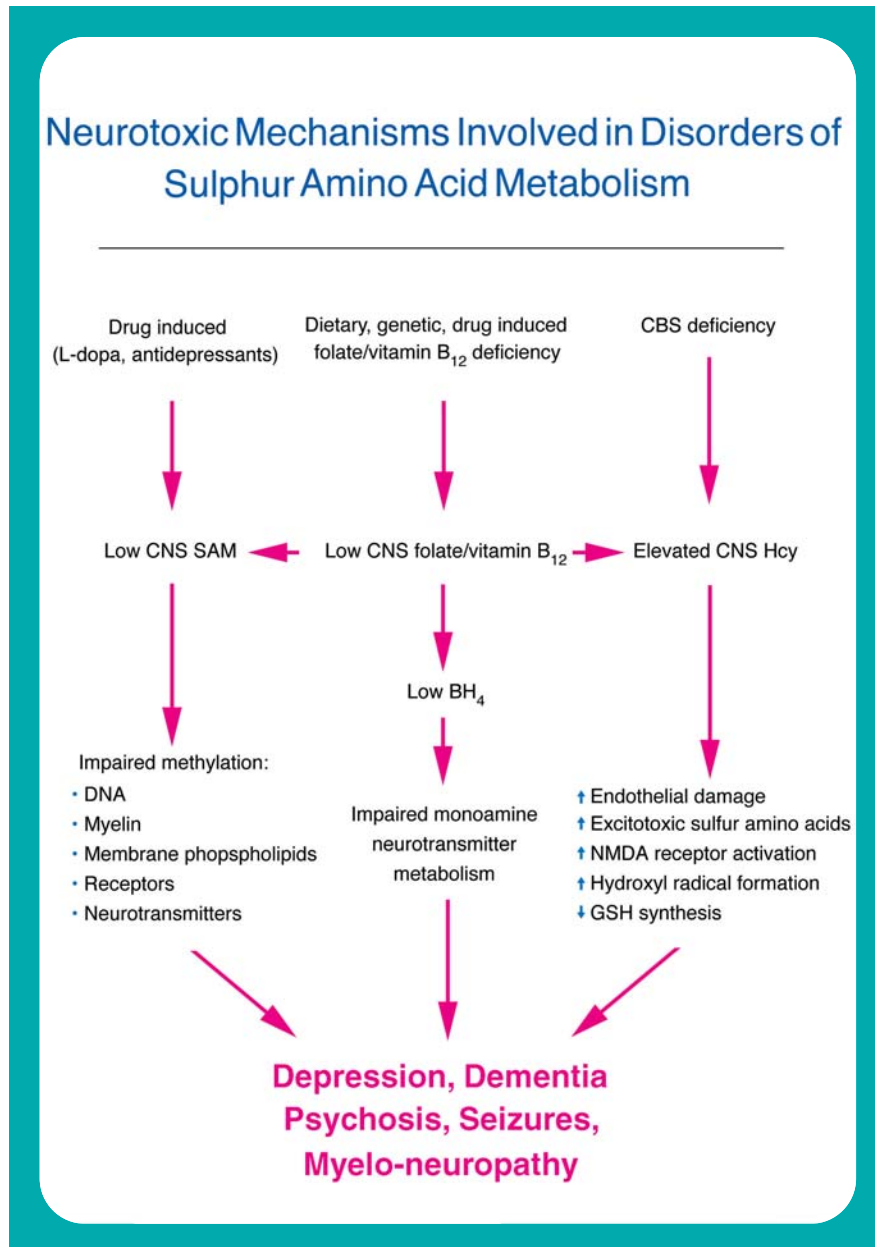 Neurotoxic Mechanisms Involved in Disorders of
Sulphur Amino Acid Metabolism
Drug induced
(L-dopa, antidepressants)
Dietary, genetic, drug induced
folate/vitamin B12 deficiency
CBS deficiency
Low CNS SAM
Low CNS folate/vitamin B12
Elevated CNS Hcy
Low BH4
Impaired methylation:
• DNA
• Myelin
• Membrane phopspholipids
• Receptors
• Neurotransmitters
Impaired monoamine
neurotransmitter
metabolism
↑ Endothelial damage
↑ Excitotoxic sulfur amino acids
↑ NMDA receptor activation
↑ Hydroxyl radical formation
↓ GSH synthesis
Depression, Dementia
Psychosis, Seizures,
Myelo-neuropathy